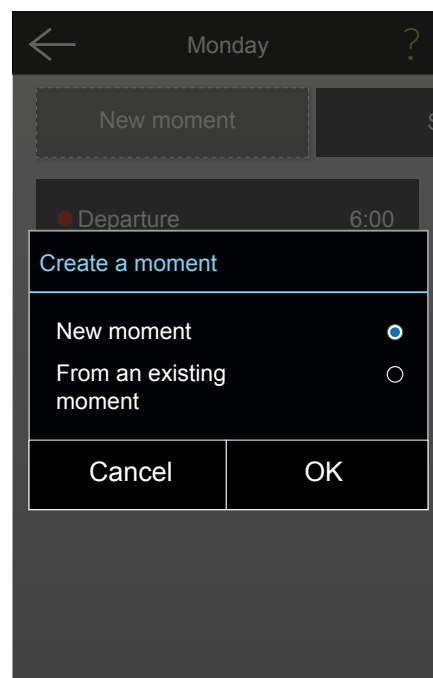 Monday ?
New moment S
Departure 6:00
Create a moment
New moment
From an existing
moment
Cancel OK